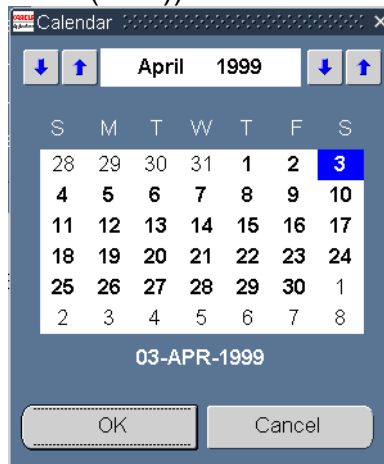 ORACLE Calendar
April 1999
S M T W T F S
28 29 30 31 1 2 3
4 5 6 7 8 9 10
11 12 13 14 15 16 17
18 19 20 21 22 23 24
25 26 27 28 29 30 1
2 3 4 5 6 7 8
03-APR-1999
OK Cancel